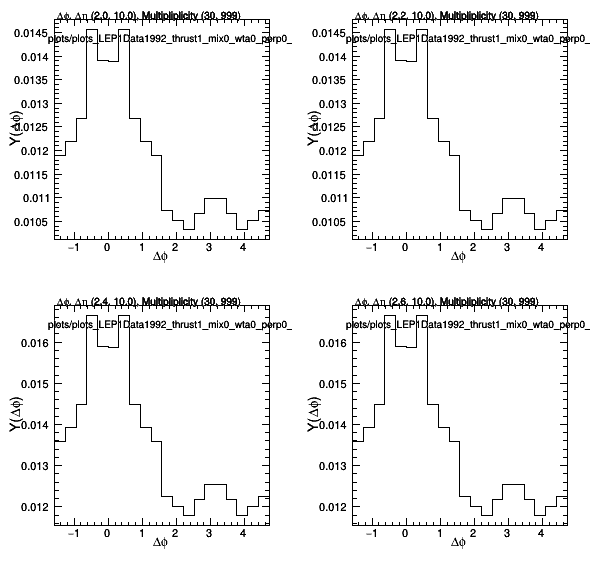 Δϕ, Δη (2.0, 10.0), Multipliplicity (30, 999)
plots/plots_LEP1Data1992_thrust1_mix0_wta0_perp0_
Y(Δϕ)
0.0145
0.014
0.0135
0.013
0.0125
0.012
0.0115
0.011
0.0105
−1 0 1 2 3 4
Δϕ
Δϕ, Δη (2.2, 10.0), Multipliplicity (30, 999)
plots/plots_LEP1Data1992_thrust1_mix0_wta0_perp0_
Y(Δϕ)
0.0145
0.014
0.0135
0.013
0.0125
0.012
0.0115
0.011
0.0105
−1 0 1 2 3 4
Δϕ
Δϕ, Δη (2.4, 10.0), Multipliplicity (30, 999)
plots/plots_LEP1Data1992_thrust1_mix0_wta0_perp0_
Y(Δϕ)
0.016
0.015
0.014
0.013
0.012
−1 0 1 2 3 4
Δϕ
Δϕ, Δη (2.6, 10.0), Multipliplicity (30, 999)
plots/plots_LEP1Data1992_thrust1_mix0_wta0_perp0_
Y(Δϕ)
0.016
0.015
0.014
0.013
0.012
−1 0 1 2 3 4
Δϕ